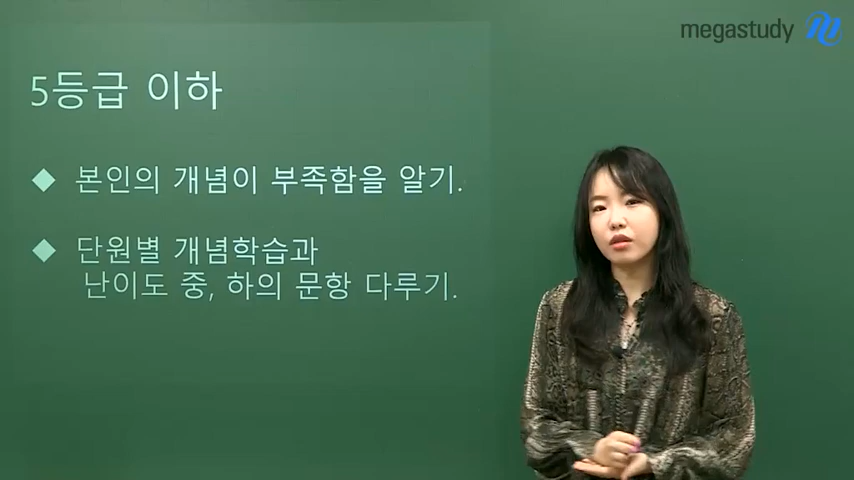 megastudy
5등급 이하
◆ 본인의 개념이 부족함을 알기.
◆ 단원별 개념학습과
난이도 중, 하의 문항 다루기.